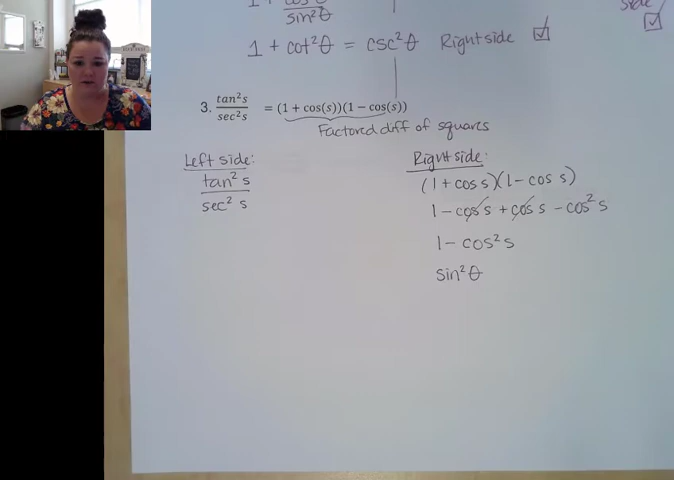 sin²θ
1 + cot²θ = csc²θ Right side ☑
3. tan²s / sec²s = (1 + cos(s))(1 − cos(s))
Factored diff of squares
Left side:
tan² s
sec² s
Right side:
(1 + cos s)(1 − cos s)
1 − cos s + cos s − cos² s
1 − cos² s
sin² θ